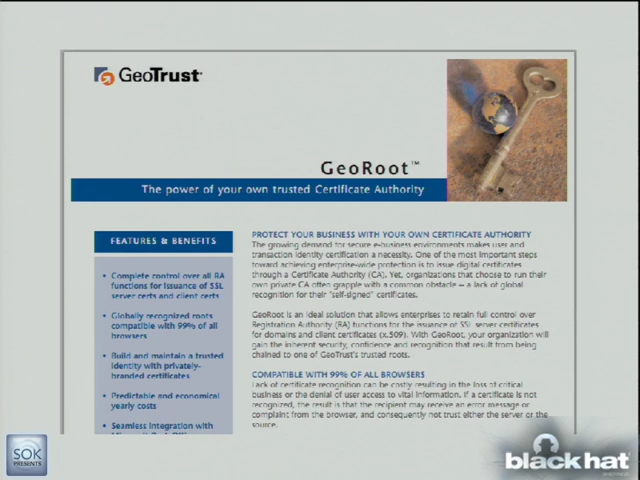 GeoTrust
GeoRoot™
The power of your own trusted Certificate Authority
FEATURES & BENEFITS
• Complete control over all RA
functions for issuance of SSL
server certs and client certs
• Globally recognized roots
compatible with 99% of all
browsers
• Build and maintain a trusted
identity with privately-
branded certificates
• Predictable and economical
yearly costs
• Seamless integration with
PROTECT YOUR BUSINESS WITH YOUR OWN CERTIFICATE AUTHORITY
The growing demand for secure e-business environments makes user and
transaction identity certification a necessity. One of the most important steps
toward achieving enterprise-wide protection is to issue digital certificates
through a Certificate Authority (CA). Yet, organizations that choose to run their
own private CA often grapple with a common obstacle – a lack of global
recognition for their "self-signed" certificates.
GeoRoot is an ideal solution that allows enterprises to retain full control over
Registration Authority (RA) functions for the issuance of SSL server certificates
for domains and client certificates (x.509). With GeoRoot, your organization will
gain the inherent security, confidence and recognition that result from being
chained to one of GeoTrust's trusted roots.
COMPATIBLE WITH 99% OF ALL BROWSERS
Lack of certificate recognition can be costly resulting in the loss of critical
business or the denial of user access to vital information. If a certificate is not
recognized, the result is that the recipient may receive an error message or
complaint from the browser, and consequently not trust either the server or the
source.
SOK
PRESENTS
black hat